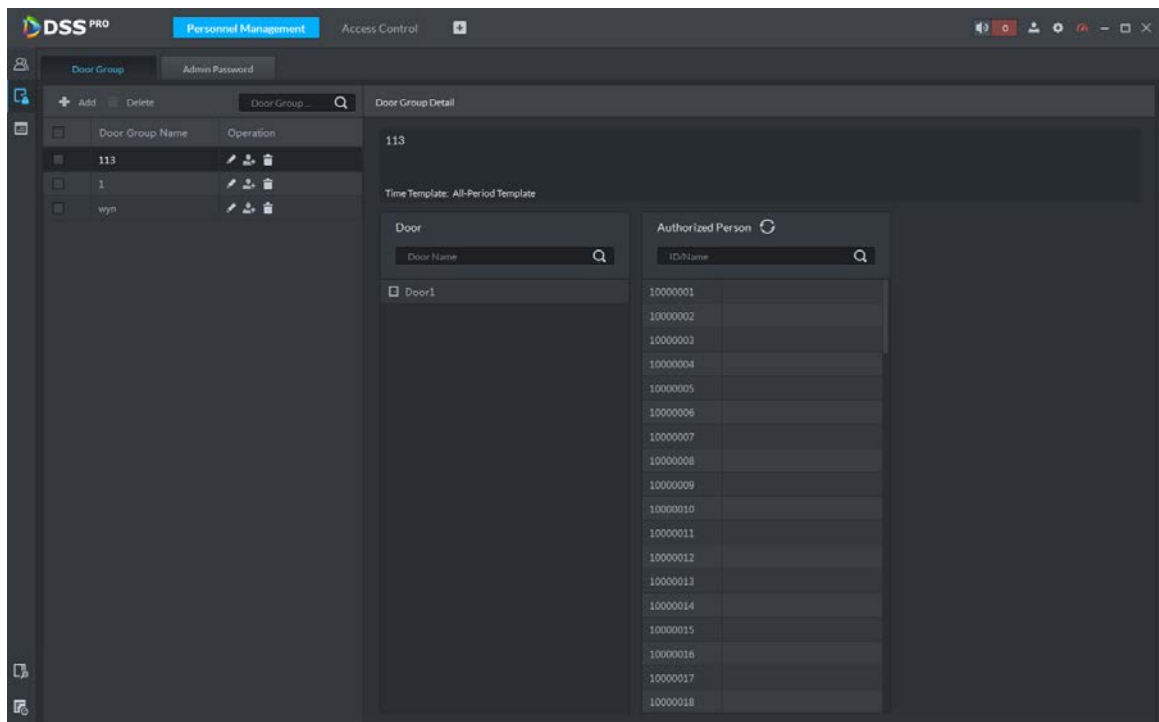 DSS PRO Personnel Management Access Control 0
Door Group Admin Password
Add Delete Door Group... Door Group Detail
Door Group Name Operation
113
1
wyn
113
Time Template: All-Period Template
Door
Door Name
Door1
Authorized Person
ID/Name
10000001
10000002
10000003
10000004
10000005
10000006
10000007
10000008
10000009
10000010
10000011
10000012
10000013
10000014
10000015
10000016
10000017
10000018